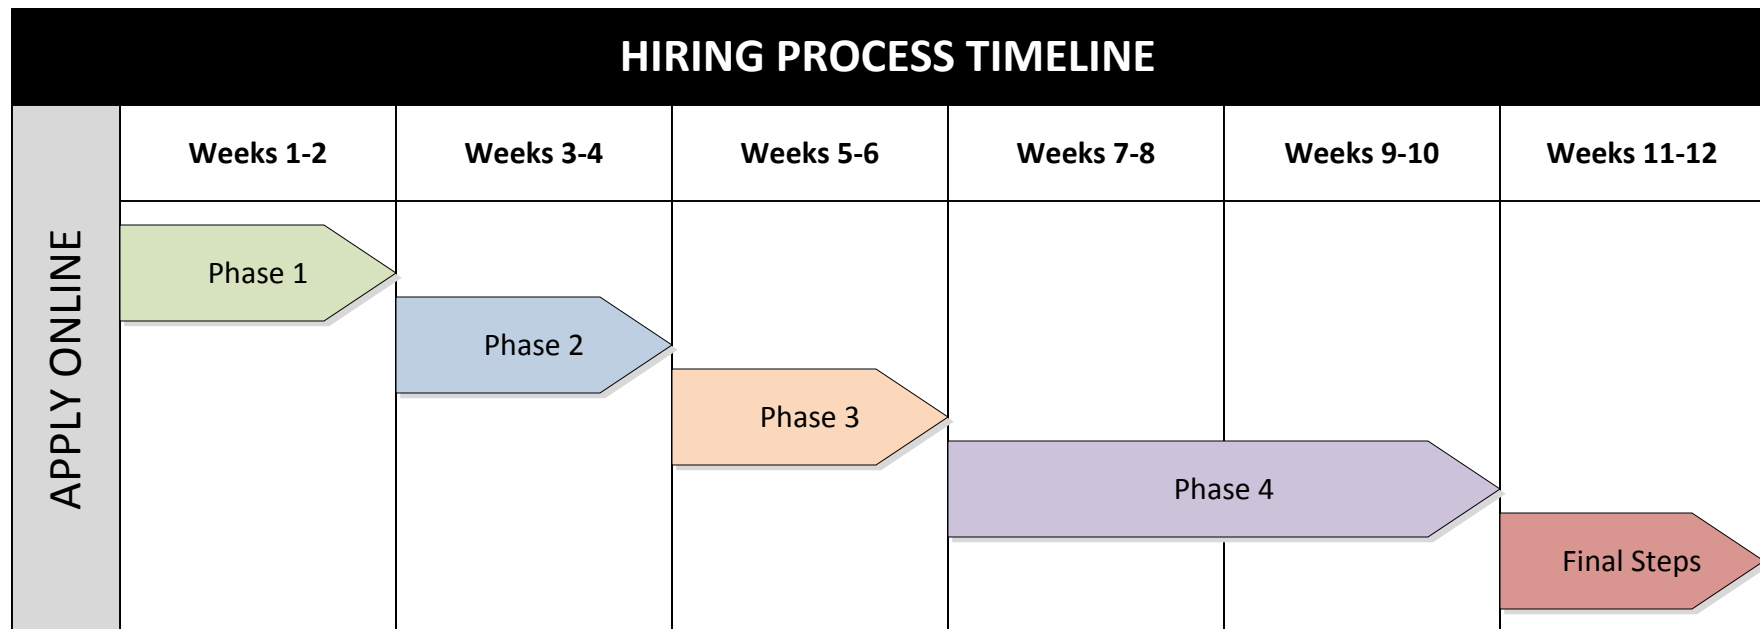 HIRING PROCESS TIMELINE
APPLY ONLINE
Weeks 1-2
Weeks 3-4
Weeks 5-6
Weeks 7-8
Weeks 9-10
Weeks 11-12
Phase 1
Phase 2
Phase 3
Phase 4
Final Steps